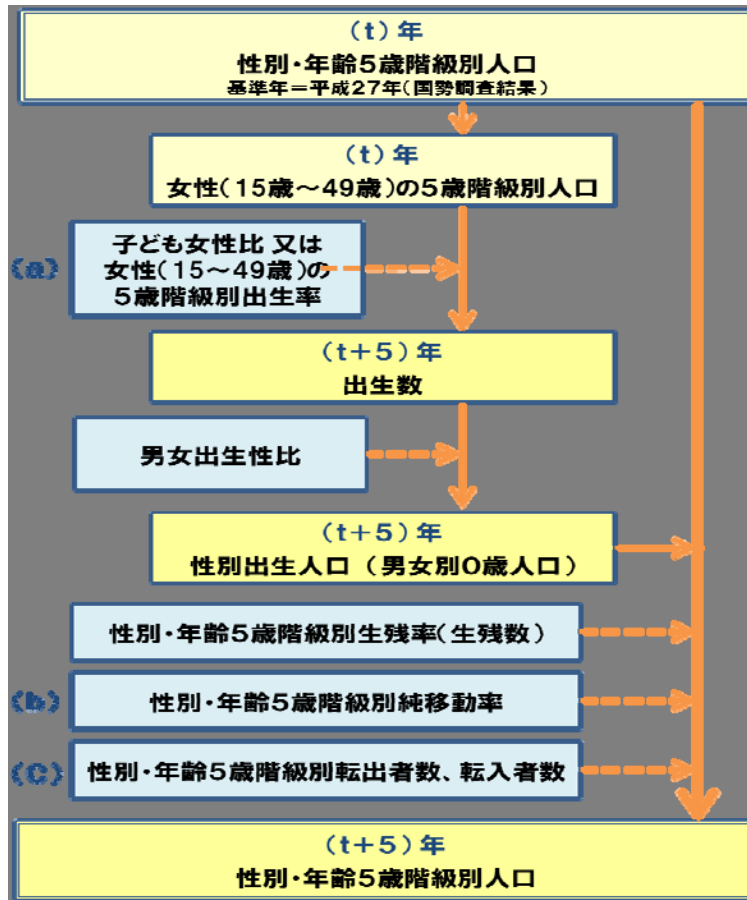 (t)年
性別・年齢5歳階級別人口
基準年=平成27年(国勢調査結果)
(t)年
女性(15歳～49歳)の5歳階級別人口
(a)
子ども女性比 又は
女性(15～49歳)の
5歳階級別出生率
(t+5)年
出生数
男女出生性比
(t+5)年
性別出生人口 (男女別0歳人口)
性別・年齢5歳階級別生残率(生残数)
(b)
性別・年齢5歳階級別純移動率
(C)
性別・年齢5歳階級別転出者数、転入者数
(t+5)年
性別・年齢5歳階級別人口